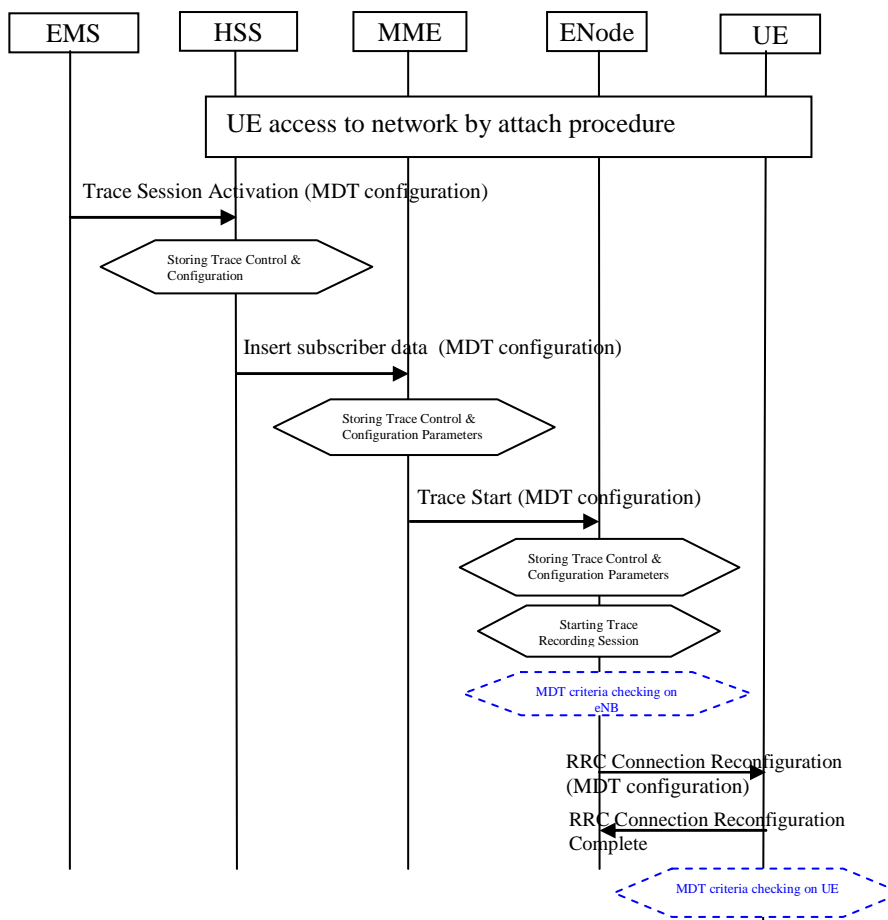 EMS
HSS
MME
ENode
UE
UE access to network by attach procedure
Trace Session Activation (MDT configuration)
Storing Trace Control &
Configuration
Insert subscriber data (MDT configuration)
Storing Trace Control &
Configuration Parameters
Trace Start (MDT configuration)
Storing Trace Control &
Configuration Parameters
Starting Trace
Recording Session
MDT criteria checking on
eNB
RRC Connection Reconfiguration
(MDT configuration)
RRC Connection Reconfiguration
Complete
MDT criteria checking on UE